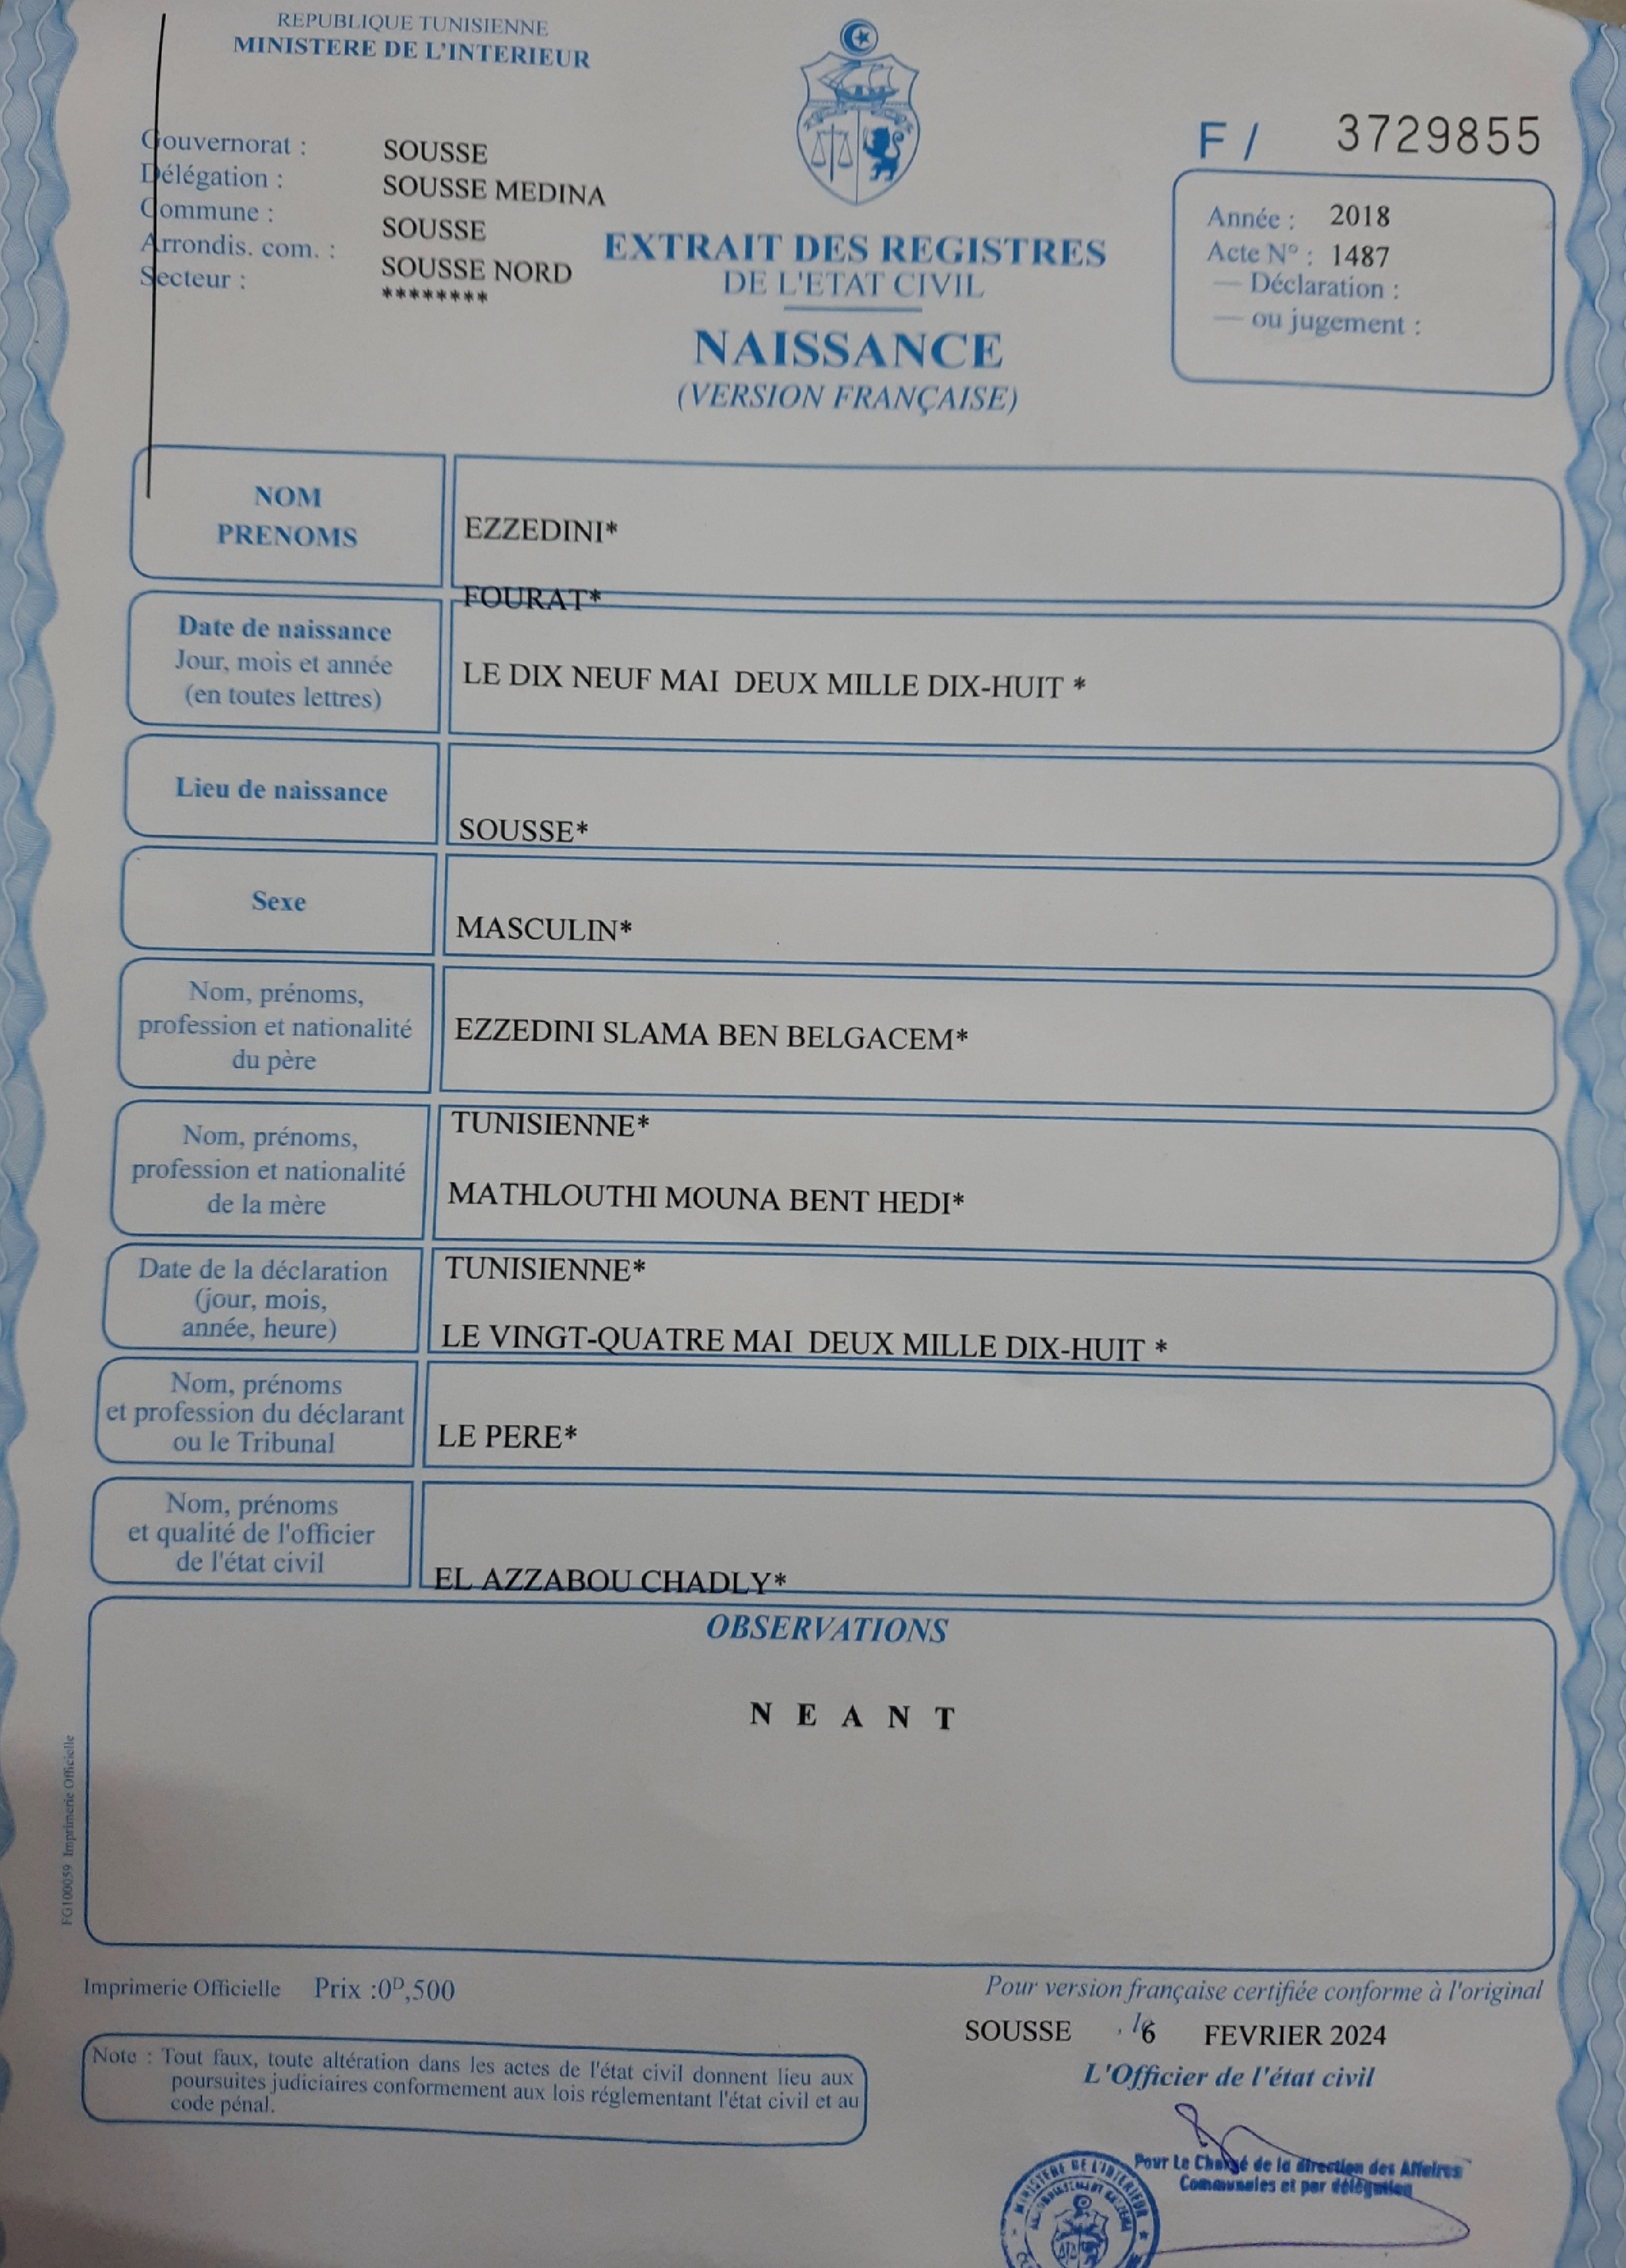 REPUBLIQUE TUNISIENNE
MINISTERE DE L'INTERIEUR
Gouvernorat : SOUSSE
Délégation : SOUSSE MEDINA
Commune : SOUSSE
Arrondis. com. : SOUSSE NORD
Secteur : ********
F / 3729855
Année : 2018
Acte N° : 1487
— Déclaration :
— ou jugement :
EXTRAIT DES REGISTRES
DE L'ETAT CIVIL
NAISSANCE
(VERSION FRANÇAISE)
NOM
PRENOMS
EZZEDINI*
FOURAT*
Date de naissance
Jour, mois et année
(en toutes lettres)
LE DIX NEUF MAI DEUX MILLE DIX-HUIT *
Lieu de naissance
SOUSSE*
Sexe
MASCULIN*
Nom, prénoms,
profession et nationalité
du père
EZZEDINI SLAMA BEN BELGACEM*
TUNISIENNE*
Nom, prénoms,
profession et nationalité
de la mère
MATHLOUTHI MOUNA BENT HEDI*
TUNISIENNE*
Date de la déclaration
(jour, mois,
année, heure)
LE VINGT-QUATRE MAI DEUX MILLE DIX-HUIT *
Nom, prénoms
et profession du déclarant
ou le Tribunal
LE PERE*
Nom, prénoms
et qualité de l'officier
de l'état civil
EL AZZABOU CHADLY*
OBSERVATIONS
N E A N T
FG100059 Imprimerie Officielle
Imprimerie Officielle Prix :0ᴰ,500
Pour version française certifiée conforme à l'original
SOUSSE , le 6 FEVRIER 2024
L'Officier de l'état civil
Note : Tout faux, toute altération dans les actes de l'état civil donnent lieu aux
poursuites judiciaires conformement aux lois réglementant l'état civil et au
code pénal.
Pour Le Chargé de la direction des Affaires
Communales et par délégation
MINISTERE DE L'INTERIEUR